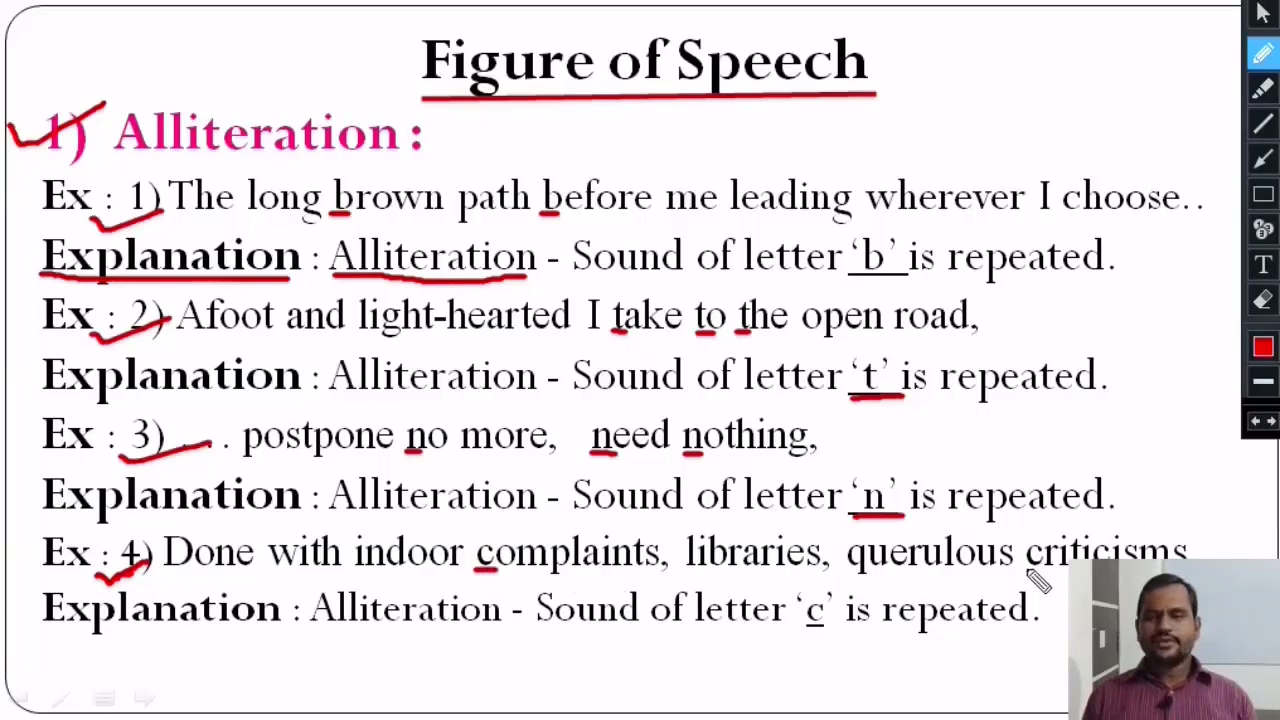 Figure of Speech
1) Alliteration :
Ex : 1) The long brown path before me leading wherever I choose. .
Explanation : Alliteration - Sound of letter ‘b’ is repeated.
Ex : 2) Afoot and light-hearted I take to the open road,
Explanation : Alliteration - Sound of letter ‘t’ is repeated.
Ex : 3) . . . postpone no more, need nothing,
Explanation : Alliteration - Sound of letter ‘n’ is repeated.
Ex : 4) Done with indoor complaints, libraries, querulous criticisms
Explanation : Alliteration - Sound of letter ‘c’ is repeated.